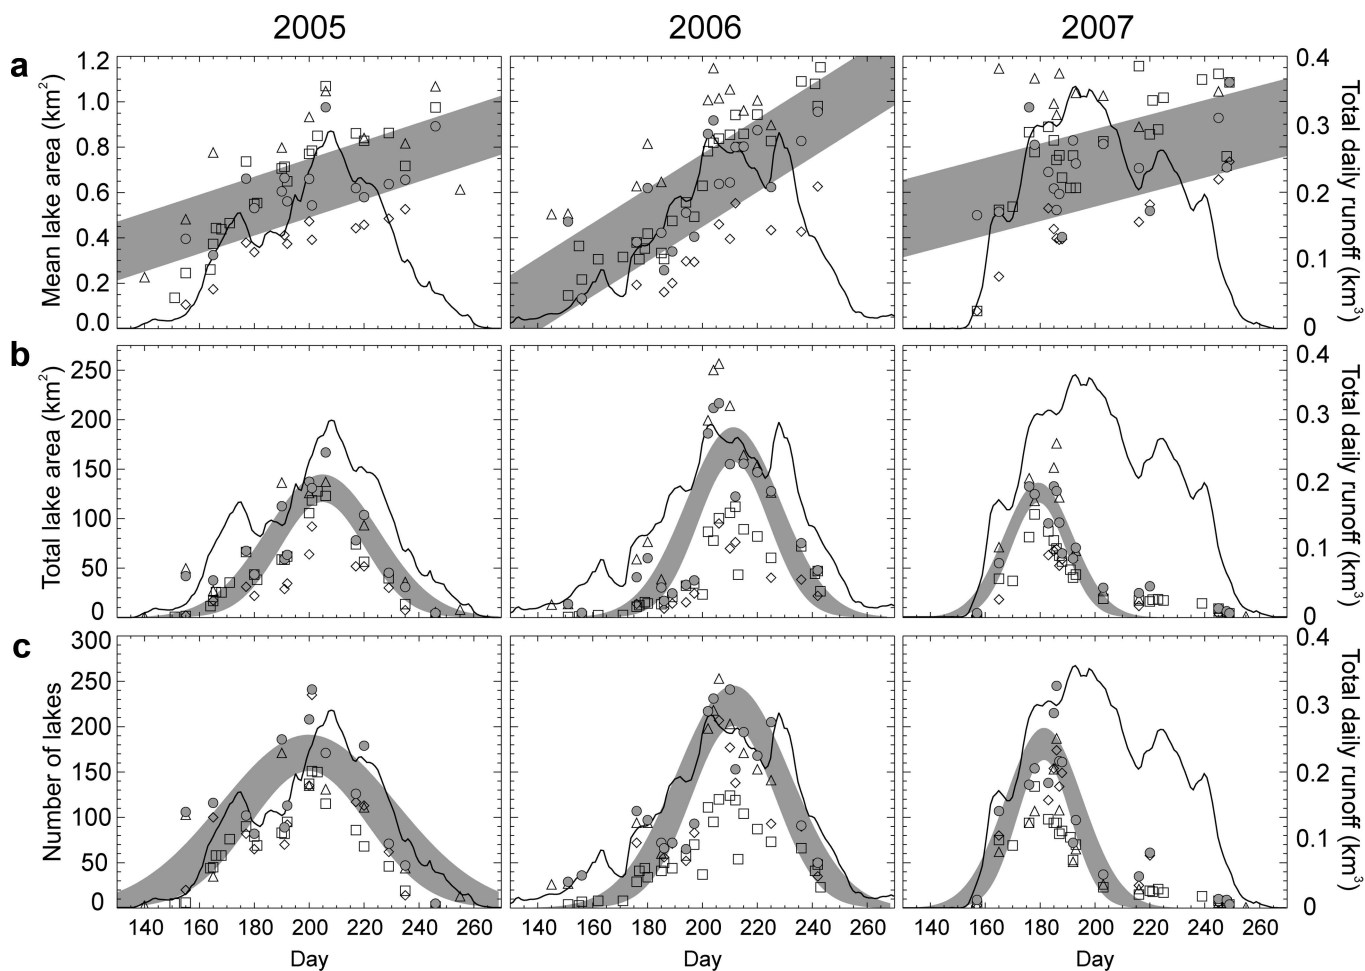 2005 2006 2007
a
Mean lake area (km²)
1.2
1.0
0.8
0.6
0.4
0.2
0.0
0.4
0.3
0.2
0.1
0
Total daily runoff (km³)
b
Total lake area (km²)
250
200
150
100
50
0
0.4
0.3
0.2
0.1
0
Total daily runoff (km³)
c
Number of lakes
300
250
200
150
100
50
0
0.4
0.3
0.2
0.1
0
Total daily runoff (km³)
140 160 180 200 220 240 260 140 160 180 200 220 240 260 140 160 180 200 220 240 260
Day Day Day